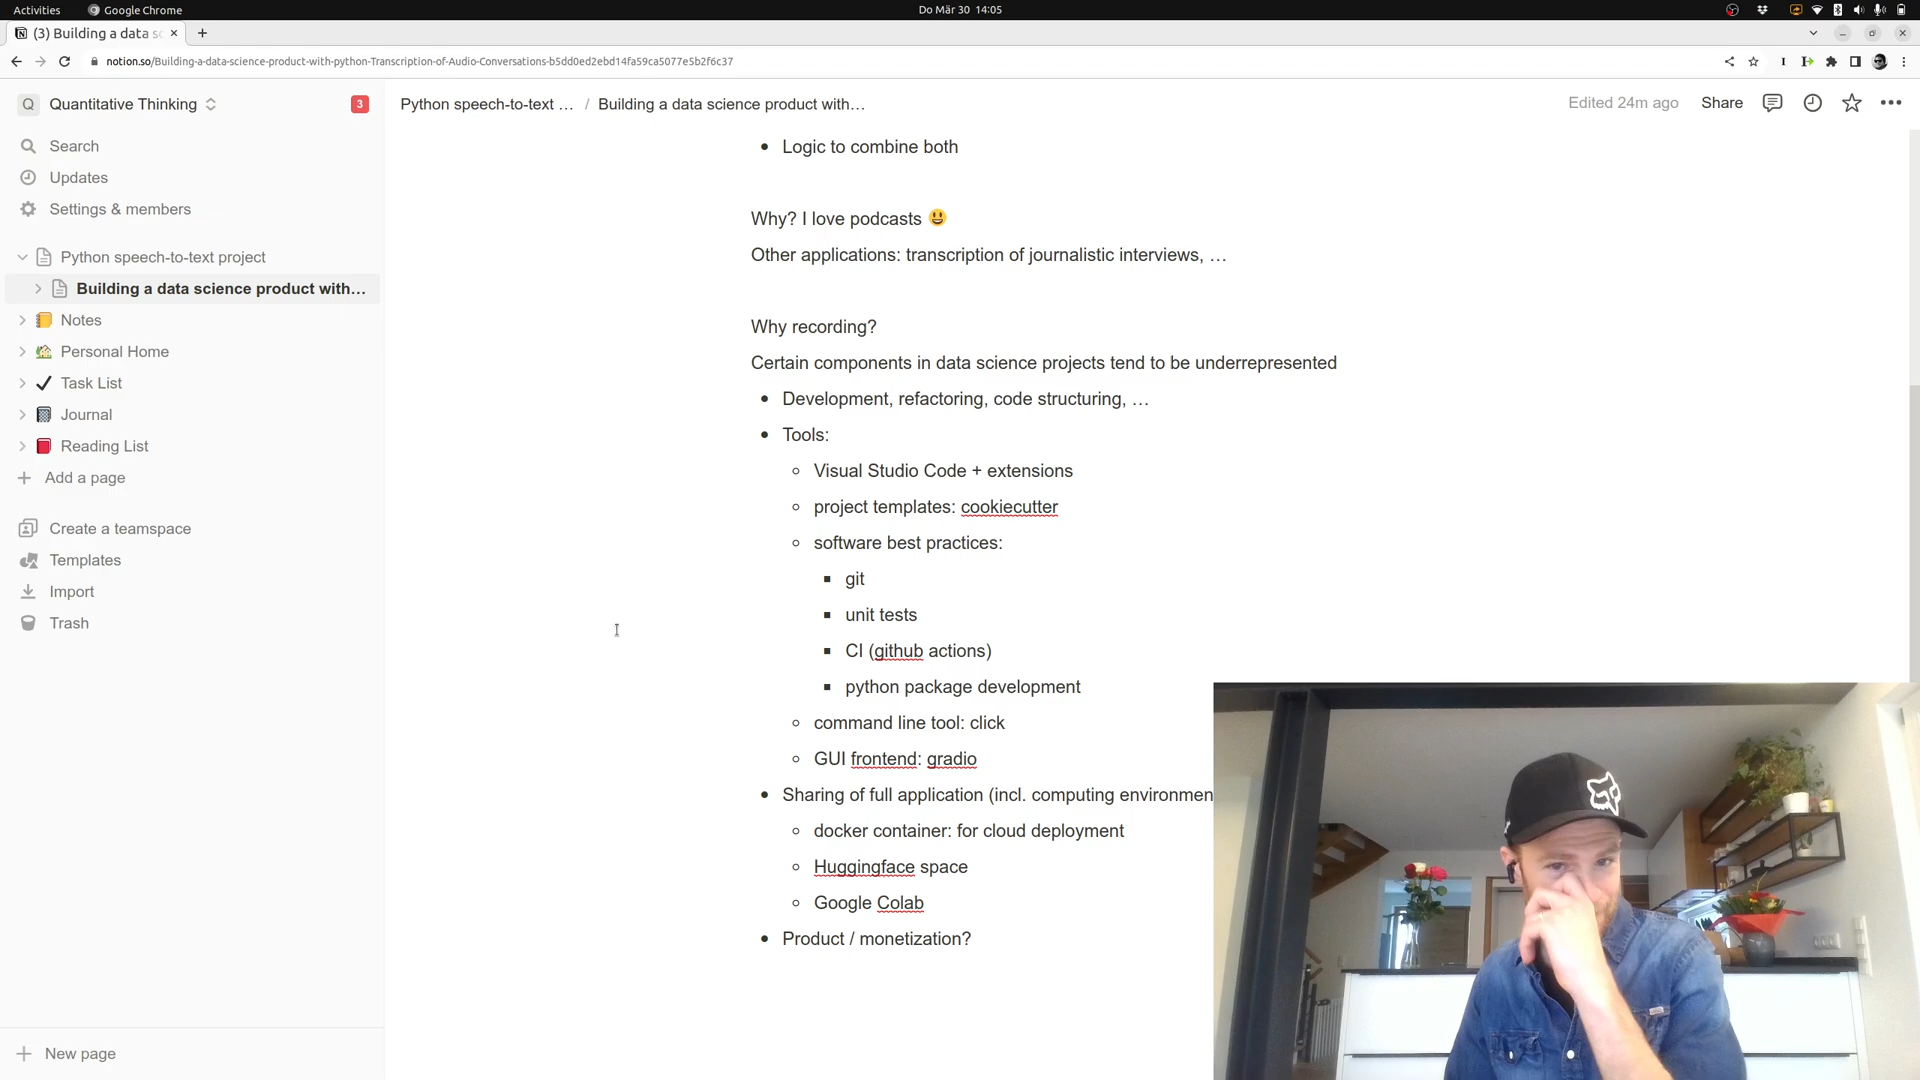 Activities
Google Chrome
Do Mär 30 14:05
(3) Building a data sc
notion.so/Building-a-data-science-product-with-python-Transcription-of-Audio-Conversations-b5dd0ed2ebd14fa59ca5077e5b2f6c37
Q Quantitative Thinking
3
Python speech-to-text … / Building a data science product with…
Edited 24m ago
Share
Search
Updates
Settings & members
Python speech-to-text project
Building a data science product with…
Notes
Personal Home
Task List
Journal
Reading List
Add a page
Create a teamspace
Templates
Import
Trash
New page
• Logic to combine both
Why? I love podcasts 😃
Other applications: transcription of journalistic interviews, …
Why recording?
Certain components in data science projects tend to be underrepresented
• Development, refactoring, code structuring, …
• Tools:
◦ Visual Studio Code + extensions
◦ project templates: cookiecutter
◦ software best practices:
▪ git
▪ unit tests
▪ CI (github actions)
▪ python package development
◦ command line tool: click
◦ GUI frontend: gradio
• Sharing of full application (incl. computing environmen
◦ docker container: for cloud deployment
◦ Huggingface space
◦ Google Colab
• Product / monetization?